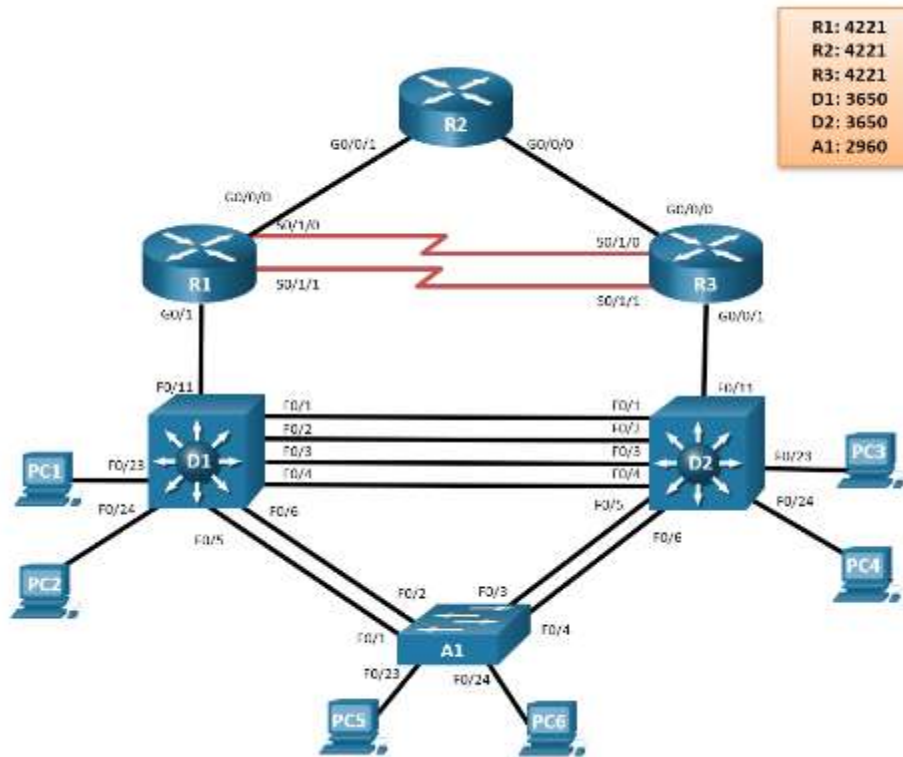 R1: 4221
R2: 4221
R3: 4221
D1: 3650
D2: 3650
A1: 2960
R2
G0/0/1
G0/0/0
G0/0/0
G0/0/0
S0/1/0
S0/1/0
R1
R3
S0/1/1
S0/1/1
G0/1
G0/0/1
F0/11
F0/11
F0/1
F0/1
F0/2
F0/2
F0/3
F0/3
F0/4
F0/4
D1
D2
PC1
F0/23
F0/23
PC3
F0/24
F0/6
F0/5
F0/24
F0/5
F0/6
PC2
PC4
F0/2
F0/3
F0/1
F0/4
A1
F0/23
F0/24
PC5
PC6